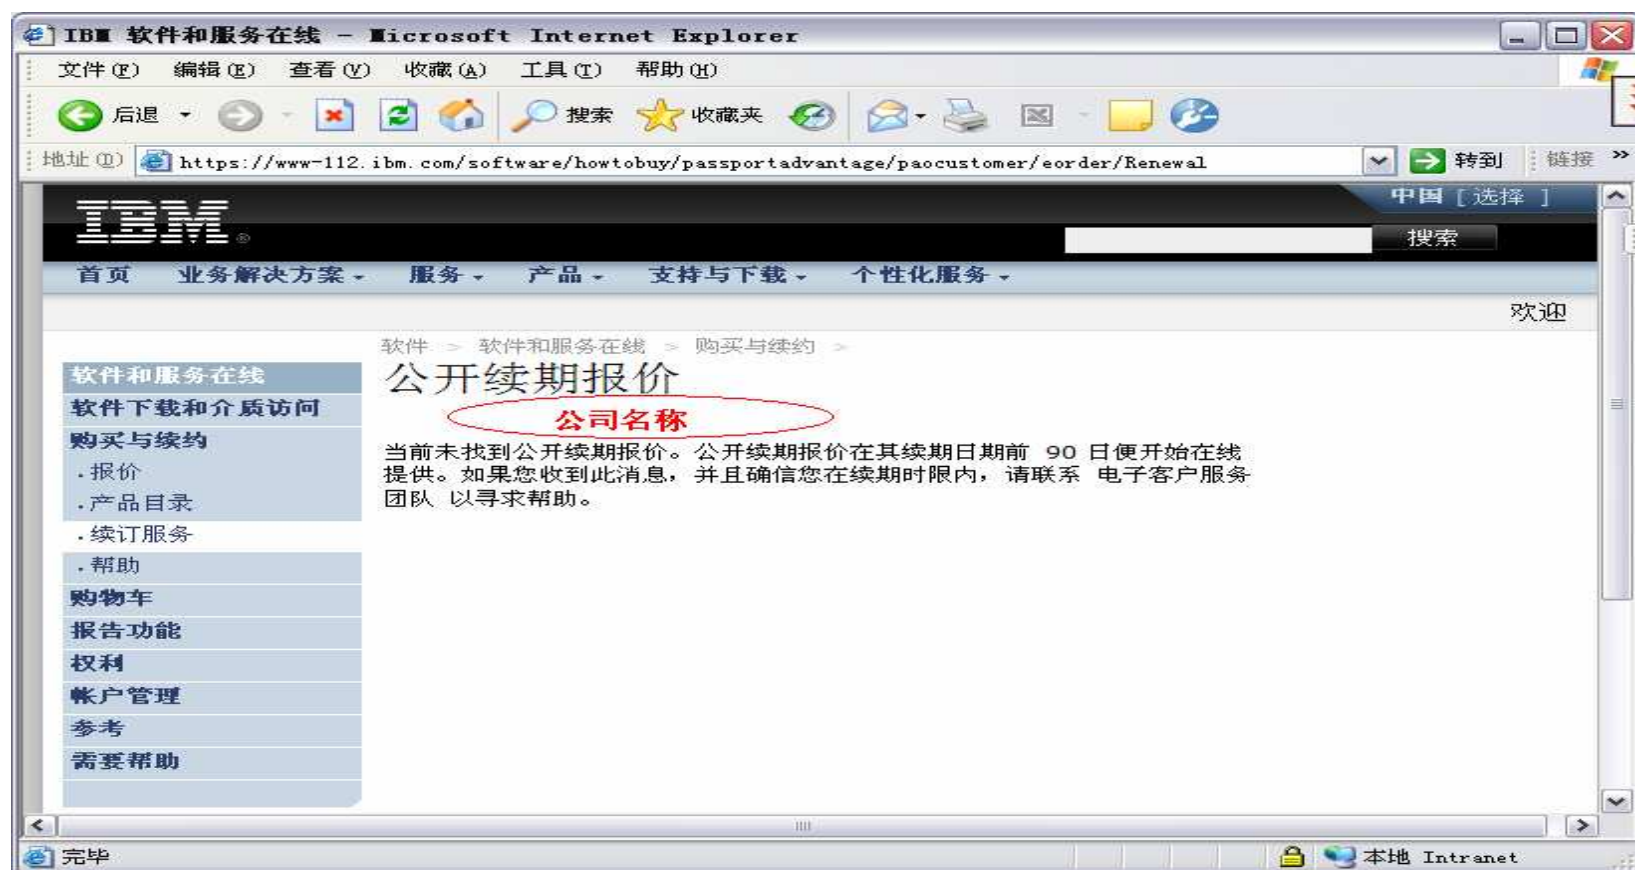 IBM 软件和服务在线 - Microsoft Internet Explorer
文件(F) 编辑(E) 查看(V) 收藏(A) 工具(T) 帮助(H)
后退 搜索 收藏夹
地址(D) https://www-112.ibm.com/software/howtobuy/passportadvantage/paocustomer/eorder/Renewal 转到 链接 »
中国 [ 选择 ]
IBM ®
搜索
首页 业务解决方案 服务 产品 支持与下载 个性化服务
欢迎
软件 > 软件和服务在线 > 购买与续约 >
公开续期报价
公司名称
当前未找到公开续期报价。公开续期报价在其续期日期前 90 日便开始在线
提供。如果您收到此消息，并且确信您在续期时限内，请联系 电子客户服务
团队 以寻求帮助。
软件和服务在线
软件下载和介质访问
购买与续约
.报价
.产品目录
.续订服务
.帮助
购物车
报告功能
权利
帐户管理
参考
需要帮助
完毕 本地 Intranet